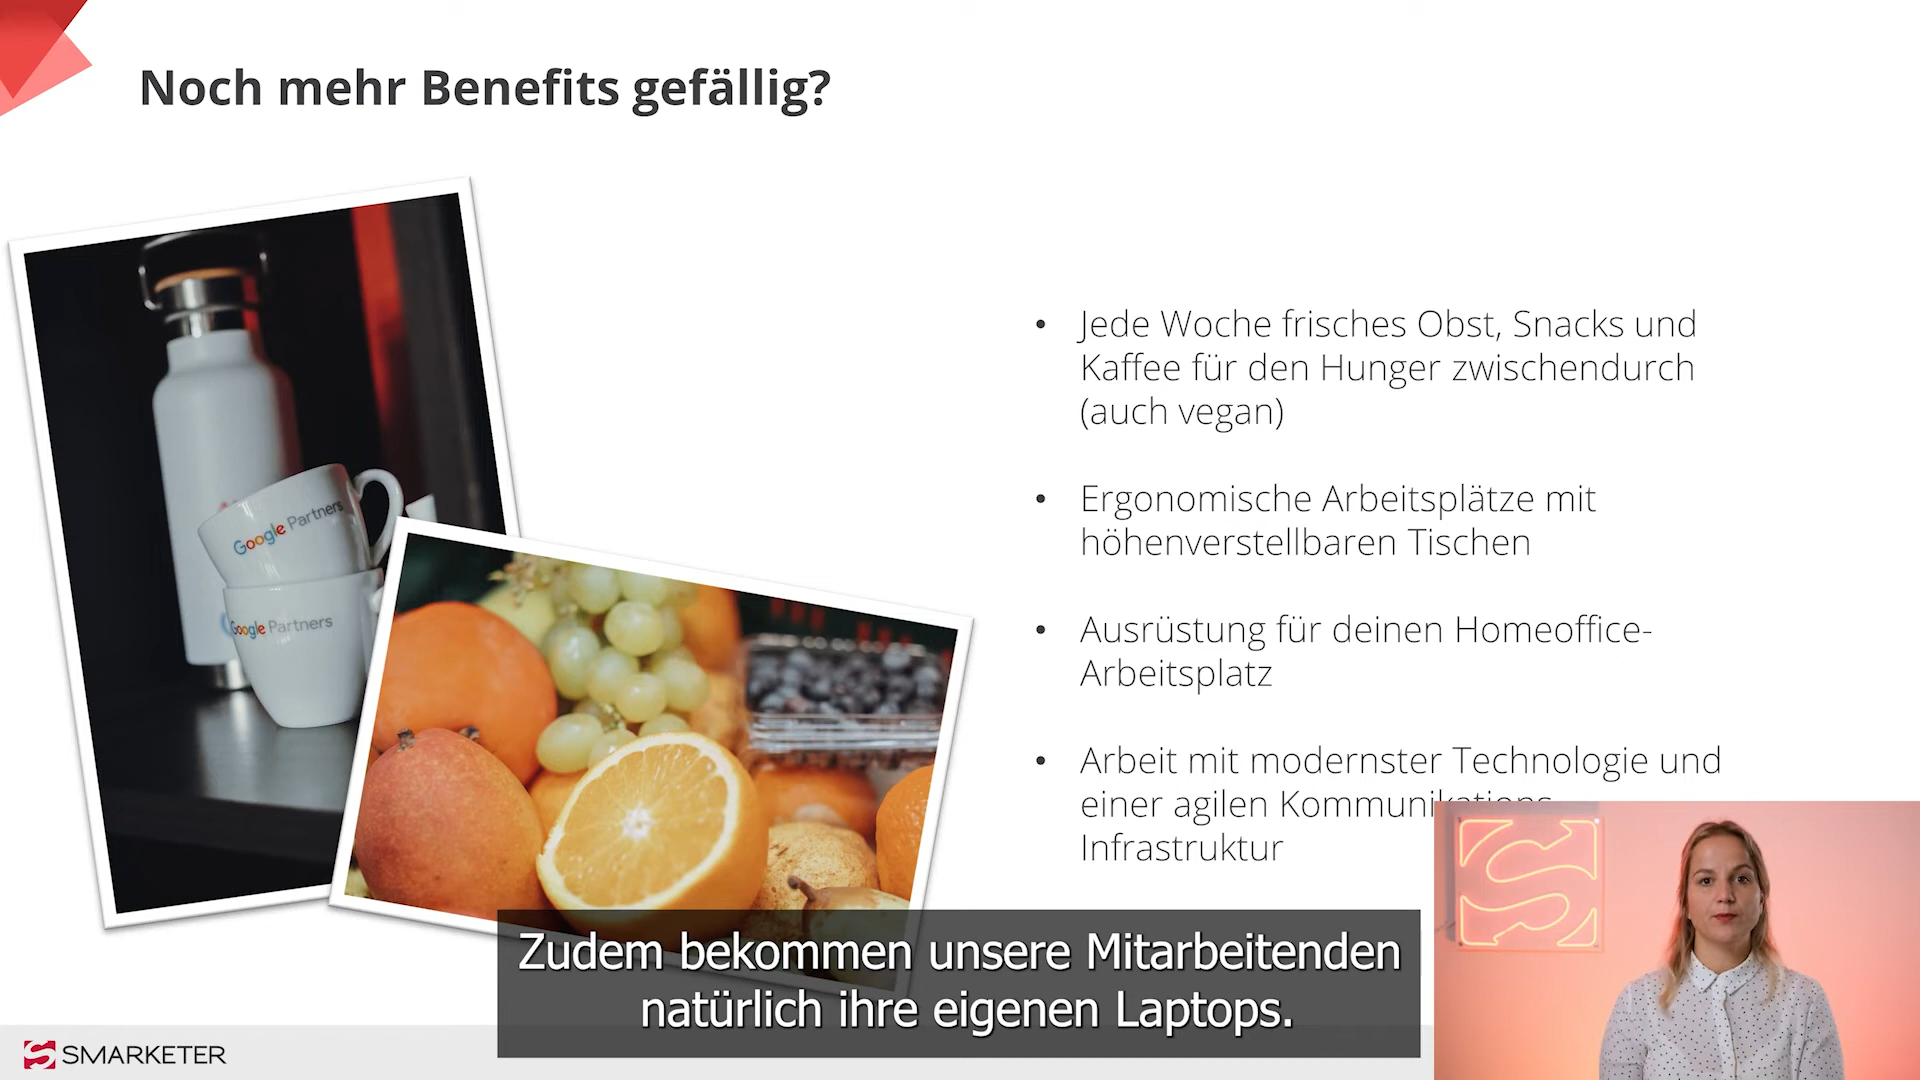 Noch mehr Benefits gefällig?
Google Partners
Google Partners
• Jede Woche frisches Obst, Snacks und
Kaffee für den Hunger zwischendurch
(auch vegan)
• Ergonomische Arbeitsplätze mit
höhenverstellbaren Tischen
• Ausrüstung für deinen Homeoffice-
Arbeitsplatz
• Arbeit mit modernster Technologie und
einer agilen Kommunikations
Infrastruktur
Zudem bekommen unsere Mitarbeitenden
natürlich ihre eigenen Laptops.
SMARKETER